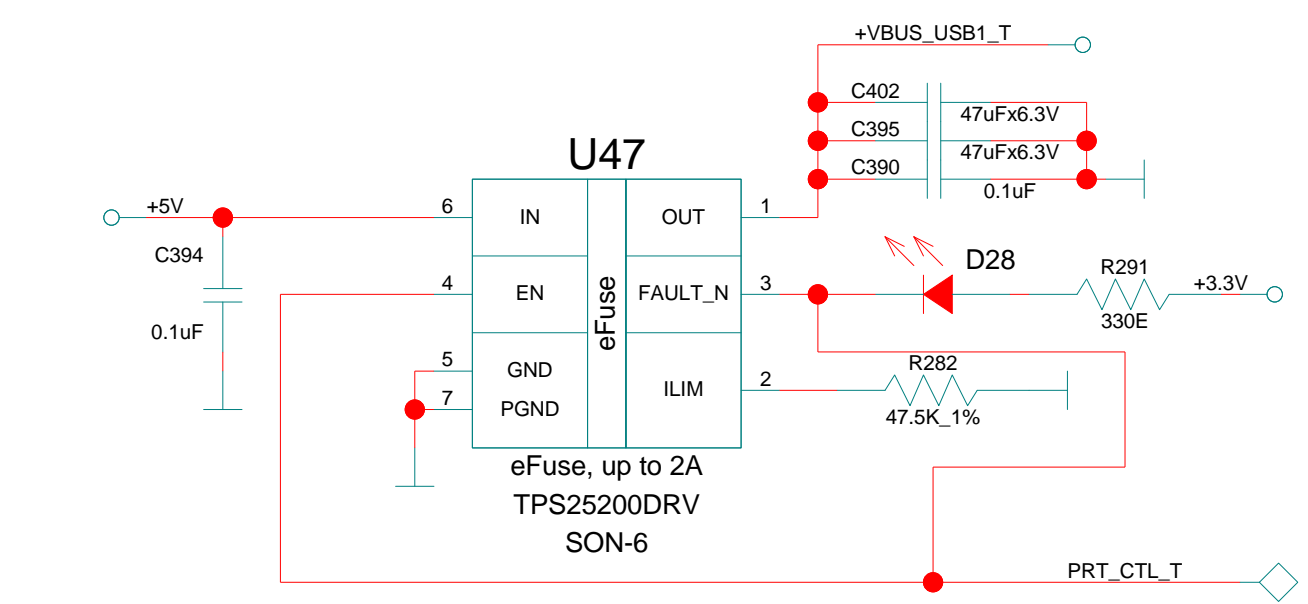 +VBUS_USB1_T
C402
47uFx6.3V
C395
47uFx6.3V
C390
0.1uF
U47
+5V
6
IN
OUT
1
C394
0.1uF
4
EN
FAULT_N
3
D28
R291
330E
+3.3V
eFuse
5
GND
7
PGND
ILIM
2
R282
47.5K_1%
eFuse, up to 2A
TPS25200DRV
SON-6
PRT_CTL_T